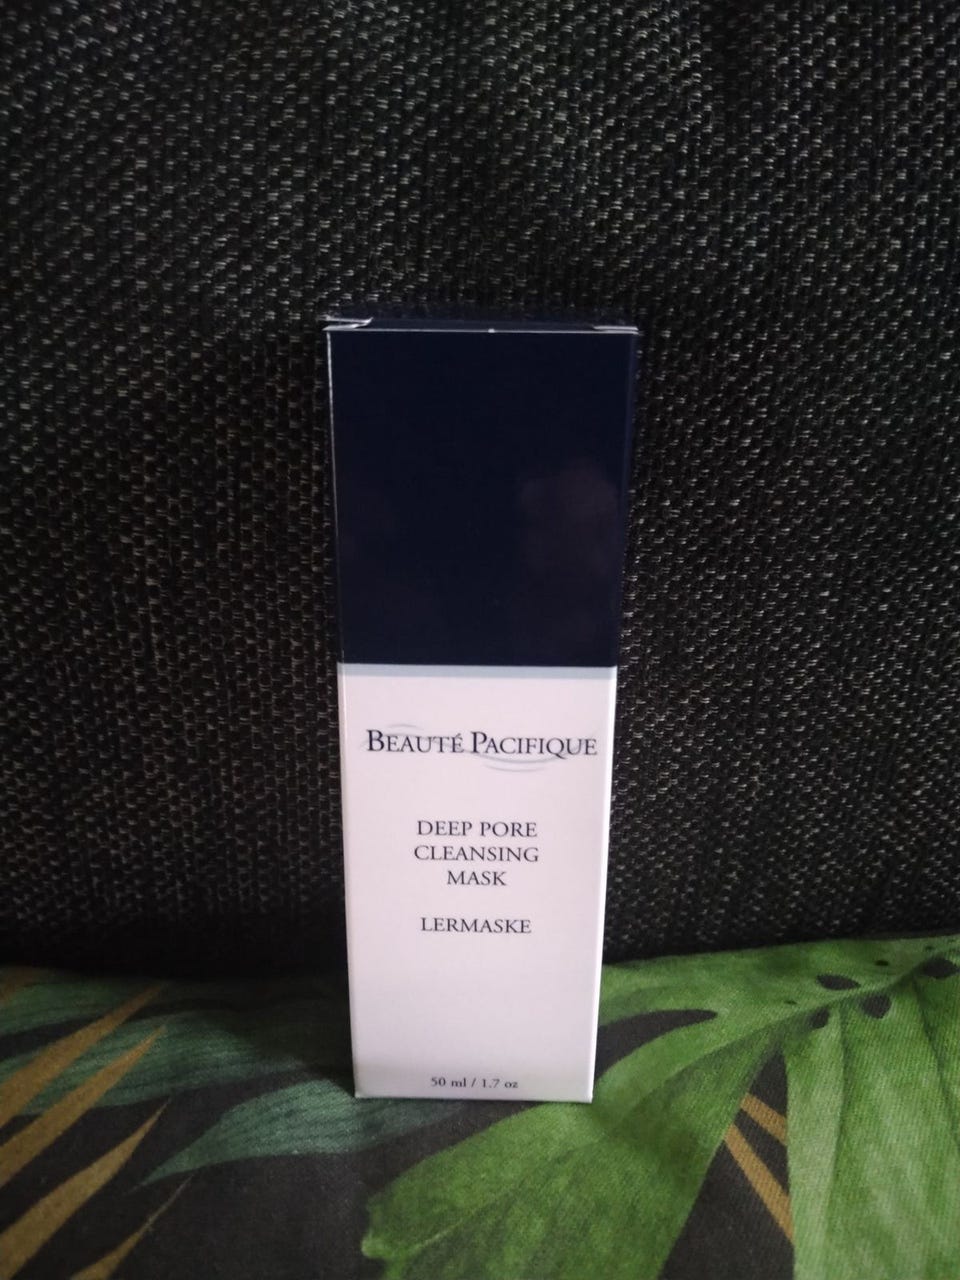 BEAUTÉ PACIFIQUE
DEEP PORE
CLEANSING
MASK
LERMASKE
50 ml / 1.7 oz